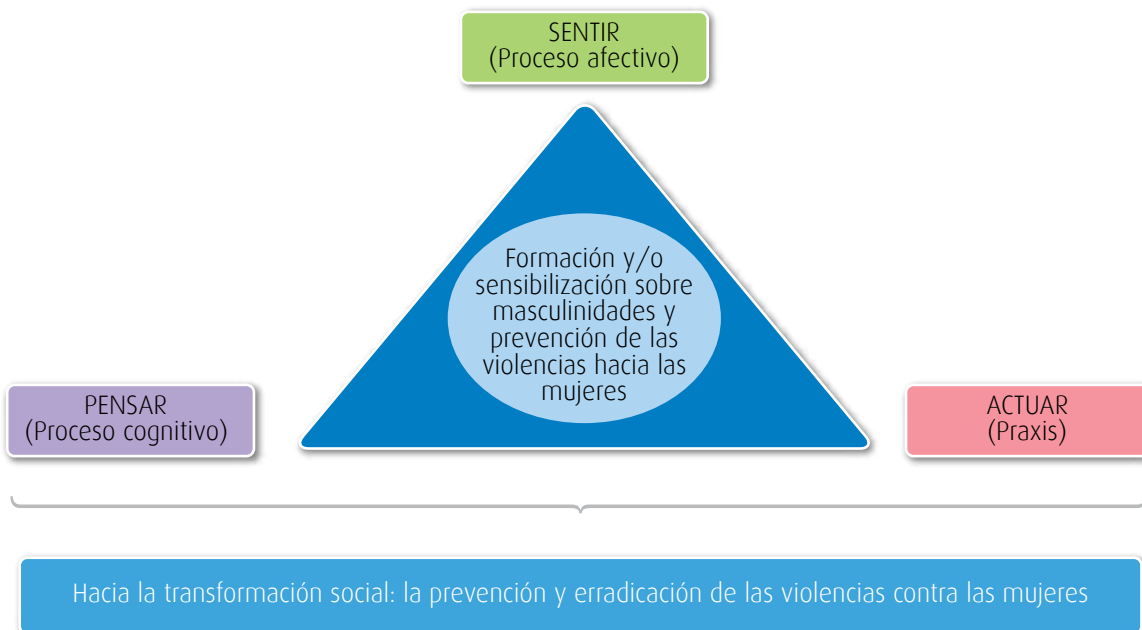 SENTIR
(Proceso afectivo)
Formación y/o
sensibilización sobre
masculinidades y
prevención de las
violencias hacia las
mujeres
PENSAR
(Proceso cognitivo)
ACTUAR
(Praxis)
Hacia la transformación social: la prevención y erradicación de las violencias contra las mujeres